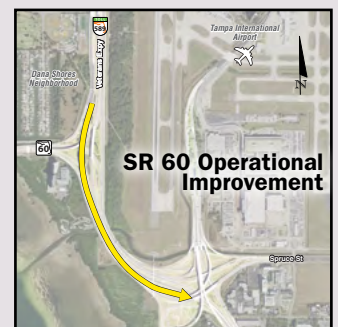 589
Veterans Expy
Tampa International
Airport
Dana Shores
Neighborhood
N
60
SR 60 Operational
Improvement
Spruce St